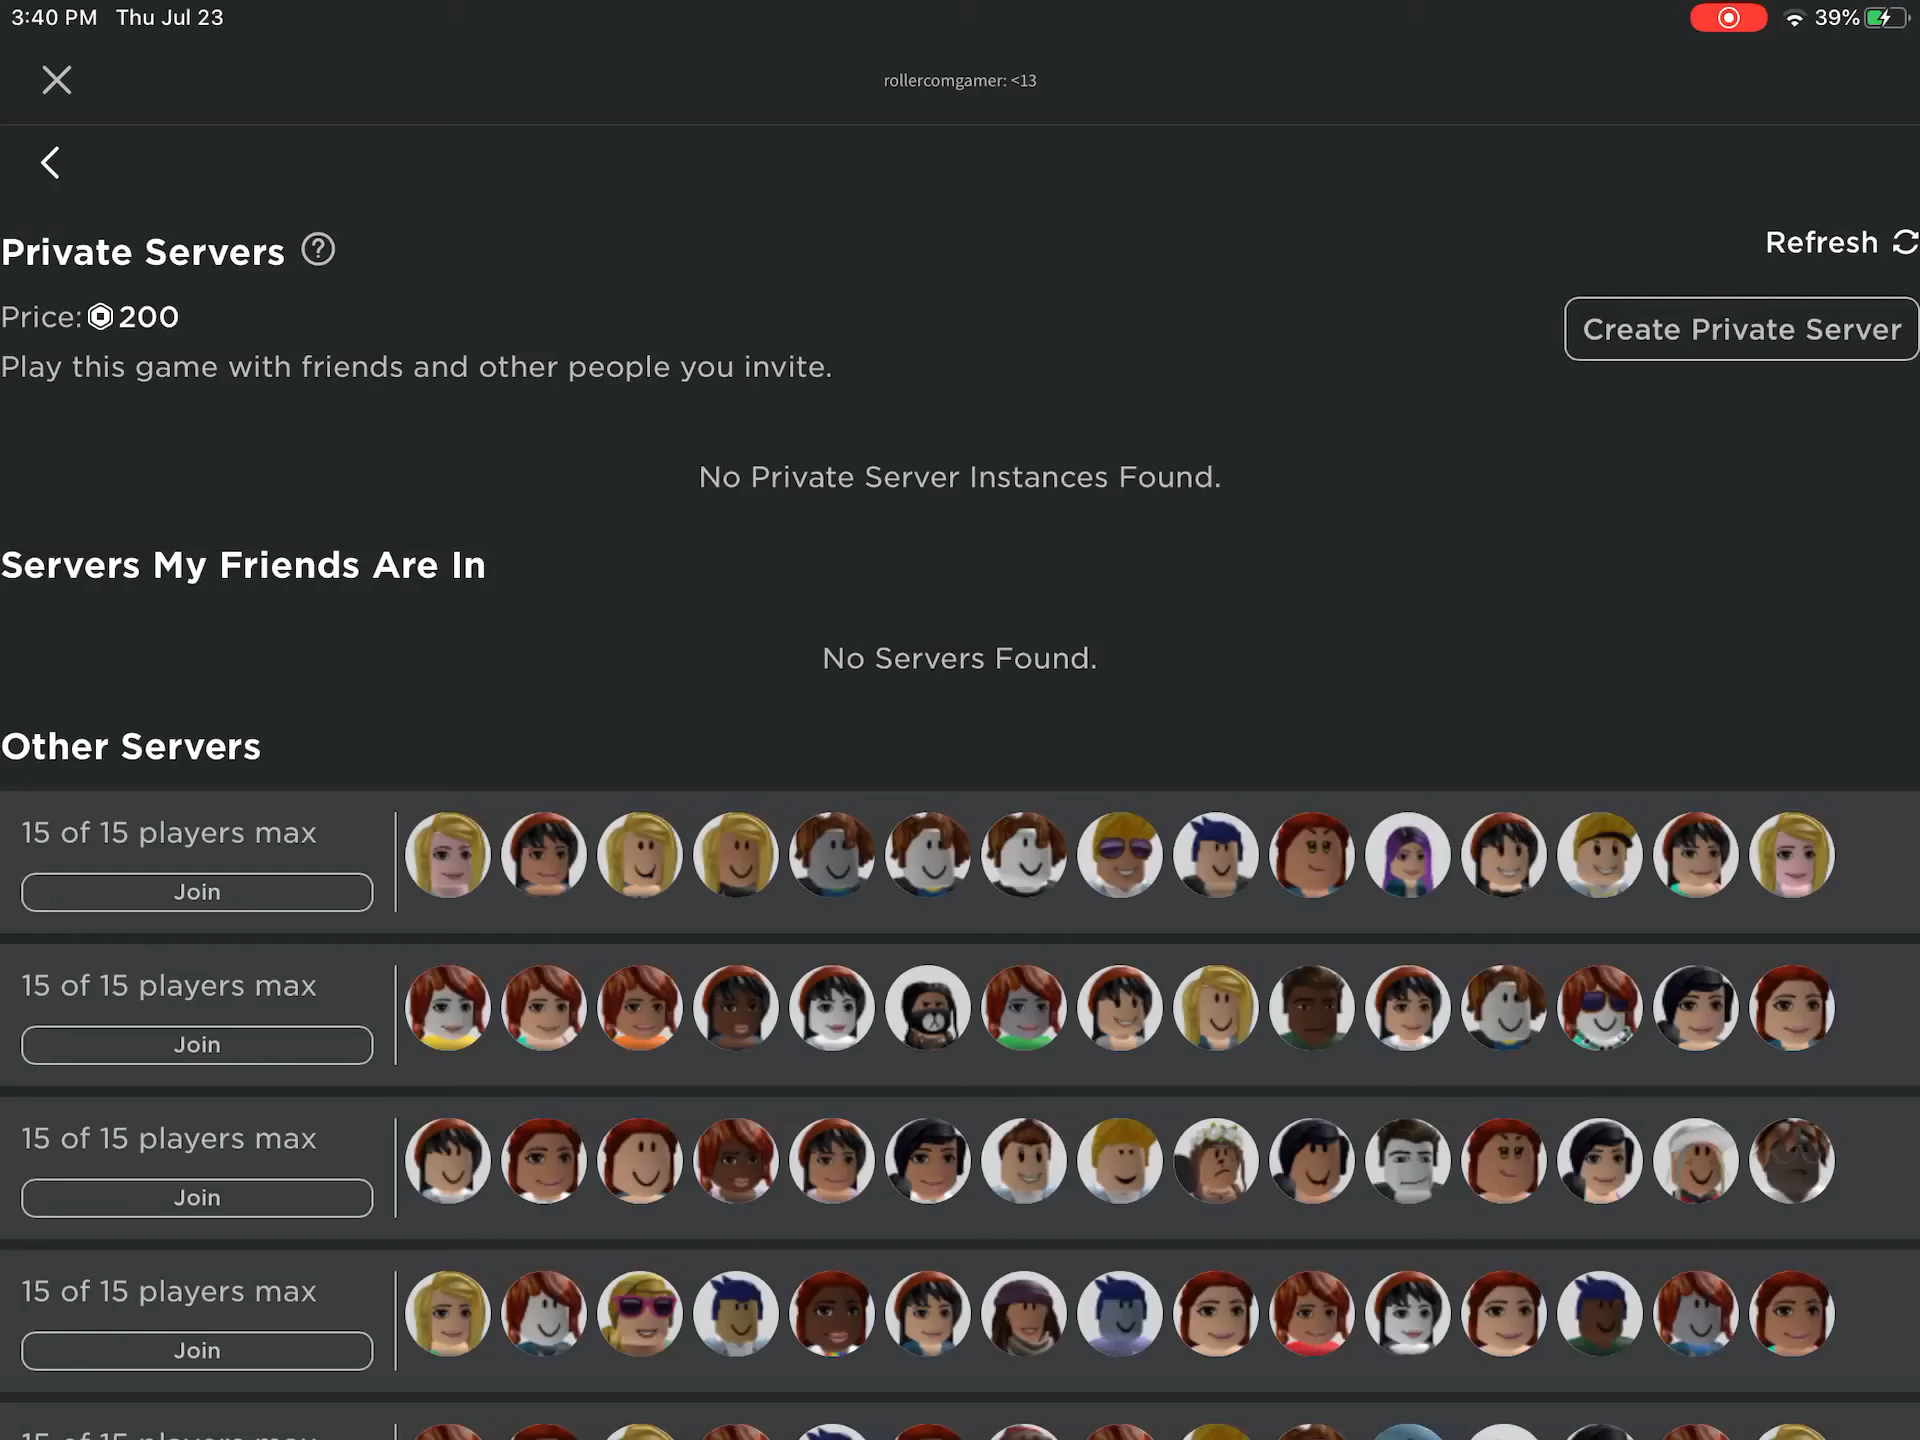 3:40 PM Thu Jul 23
39%
rollercomgamer: <13
Private Servers ?
Refresh
Price: 200
Create Private Server
Play this game with friends and other people you invite.
No Private Server Instances Found.
Servers My Friends Are In
No Servers Found.
Other Servers
15 of 15 players max
Join
15 of 15 players max
Join
15 of 15 players max
Join
15 of 15 players max
Join